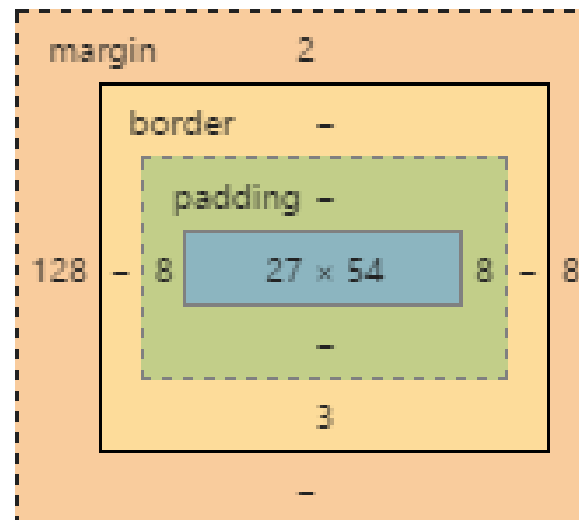 margin 2
border –
padding –
128 – 8 27 × 54 8 – 8
–
3
–